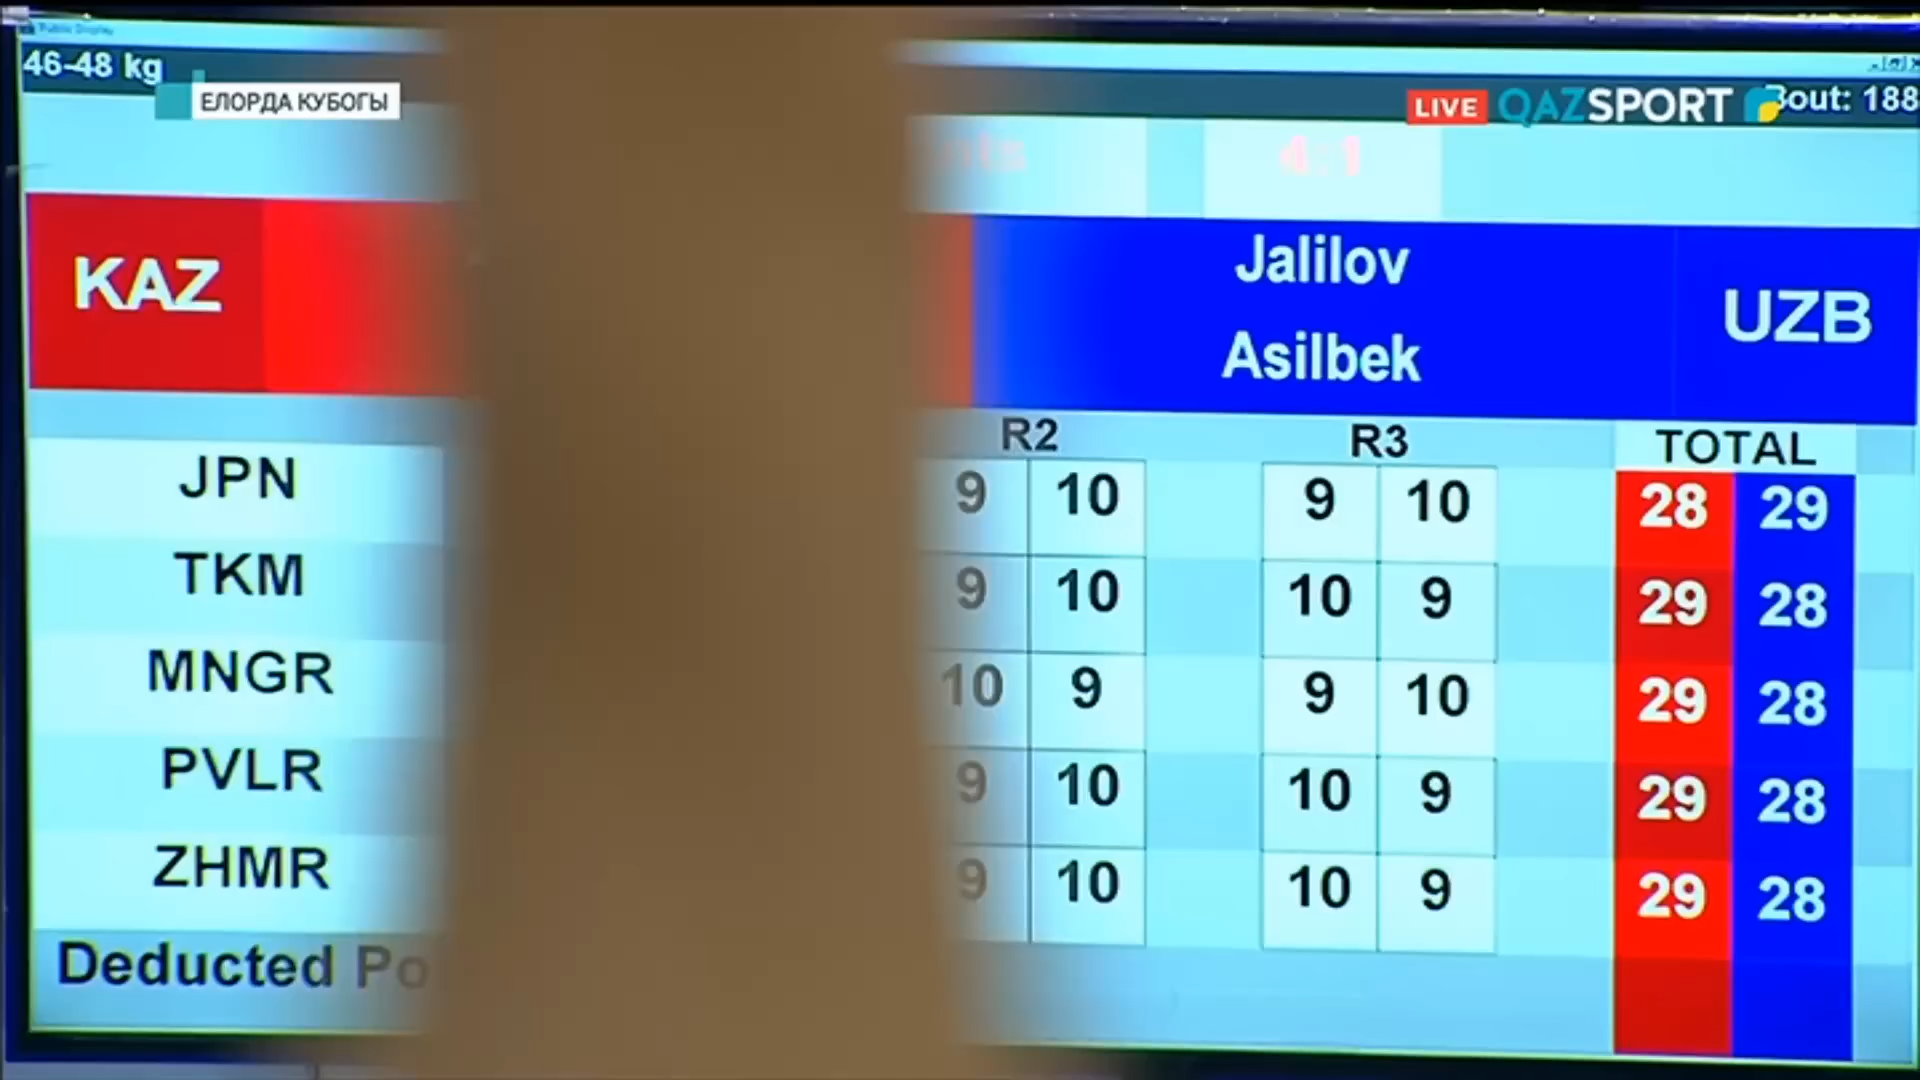 Public Display
46-48 kg
ЕЛОРДА КУБОГЫ
LIVE QAZSPORT
Bout: 188
4:1
KAZ
Jalilov
Asilbek
UZB
R2 R3 TOTAL
JPN 9 10 9 10 28 29
TKM 9 10 10 9 29 28
MNGR 10 9 9 10 29 28
PVLR 9 10 10 9 29 28
ZHMR 9 10 10 9 29 28
Deducted